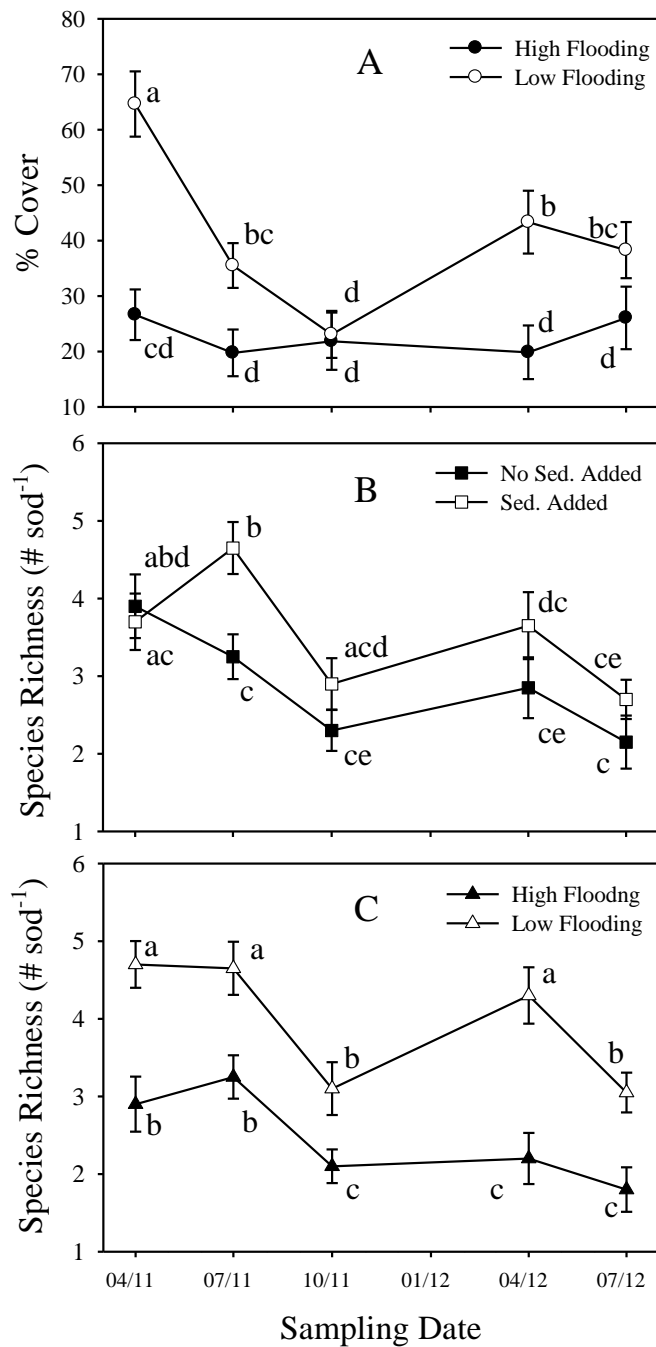 80
70
60
50
40
30
20
10
% Cover
A
High Flooding
Low Flooding
a
bc
d
b
bc
cd
d
d
d
d
6
5
4
3
2
1
Species Richness (# sod⁻¹)
B
No Sed. Added
Sed. Added
abd
b
acd
dc
ce
ac
c
ce
ce
c
6
5
4
3
2
1
Species Richness (# sod⁻¹)
C
High Floodng
Low Flooding
a
a
b
a
b
b
b
c
c
c
04/11 07/11 10/11 01/12 04/12 07/12
Sampling Date